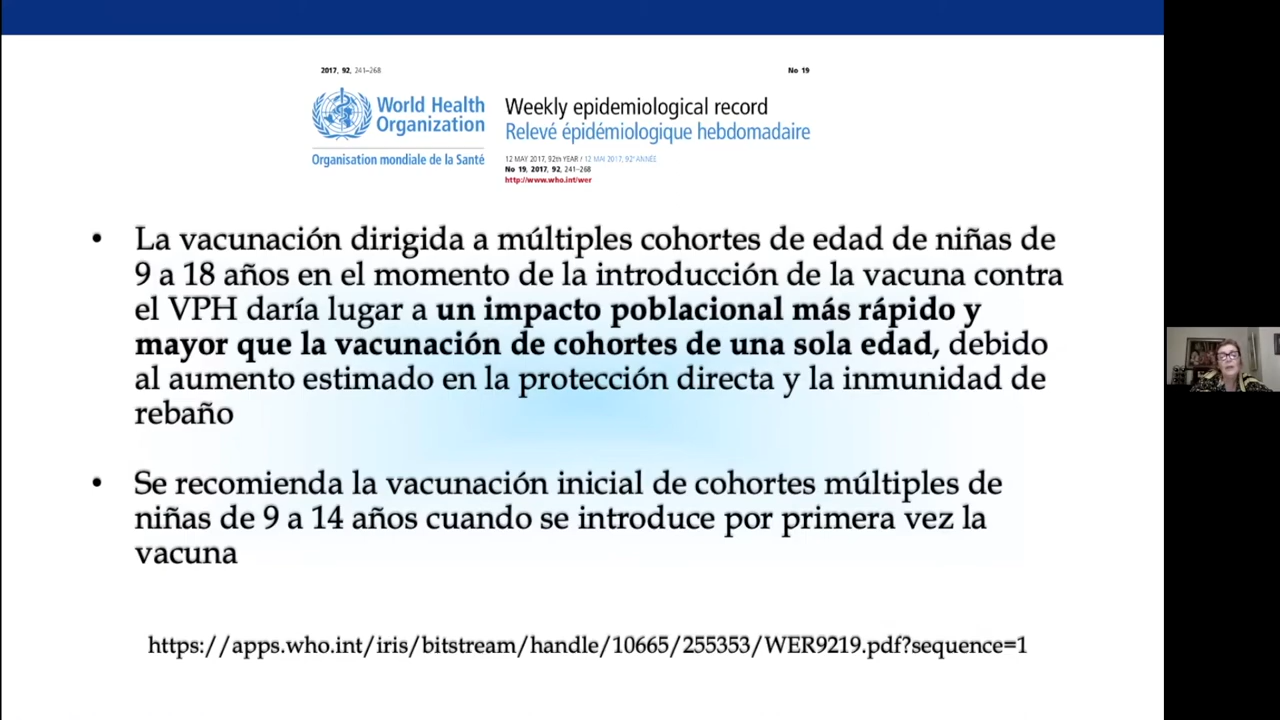 2017, 92, 241–268
No 19
World Health
Organization
Organisation mondiale de la Santé
Weekly epidemiological record
Relevé épidémiologique hebdomadaire
12 MAY 2017, 92th YEAR / 12 MAI 2017, 92e ANNÉE
No 19, 2017, 92, 241–268
http://www.who.int/wer
• La vacunación dirigida a múltiples cohortes de edad de niñas de
9 a 18 años en el momento de la introducción de la vacuna contra
el VPH daría lugar a un impacto poblacional más rápido y
mayor que la vacunación de cohortes de una sola edad, debido
al aumento estimado en la protección directa y la inmunidad de
rebaño
• Se recomienda la vacunación inicial de cohortes múltiples de
niñas de 9 a 14 años cuando se introduce por primera vez la
vacuna
https://apps.who.int/iris/bitstream/handle/10665/255353/WER9219.pdf?sequence=1